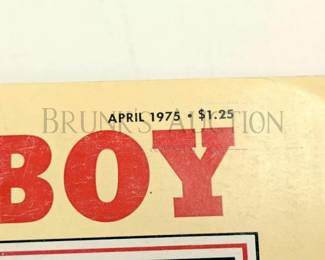 APRIL 1975 • $1.25
BRUNK'S AUCTION
BOY